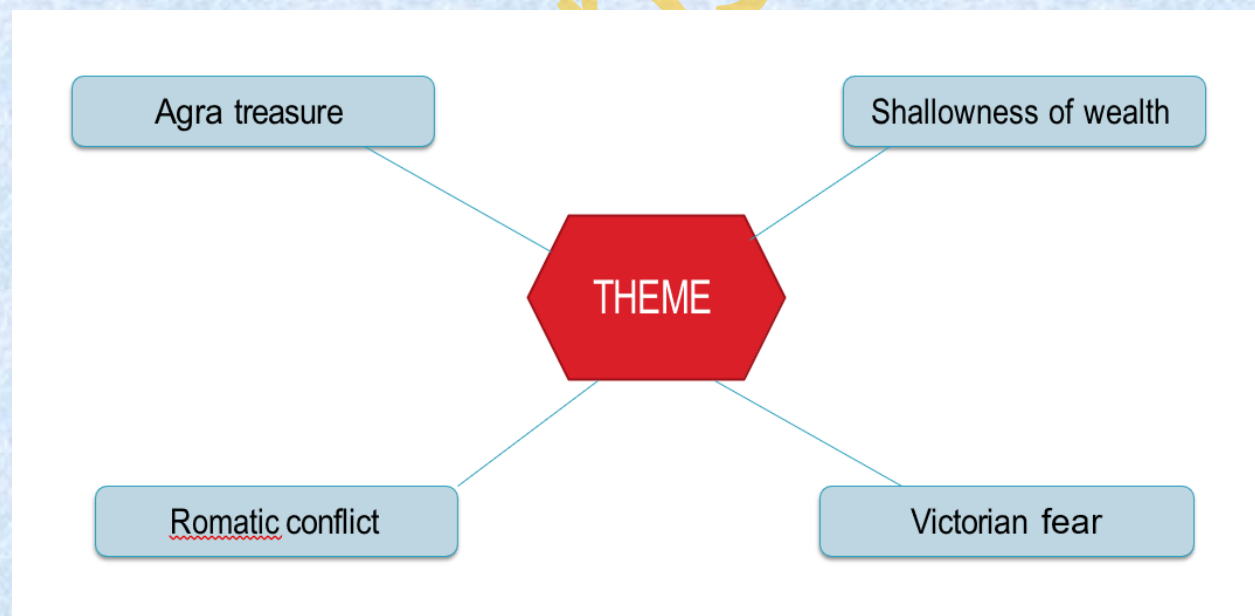 Agra treasure
Shallowness of wealth
THEME
Romatic conflict
Victorian fear